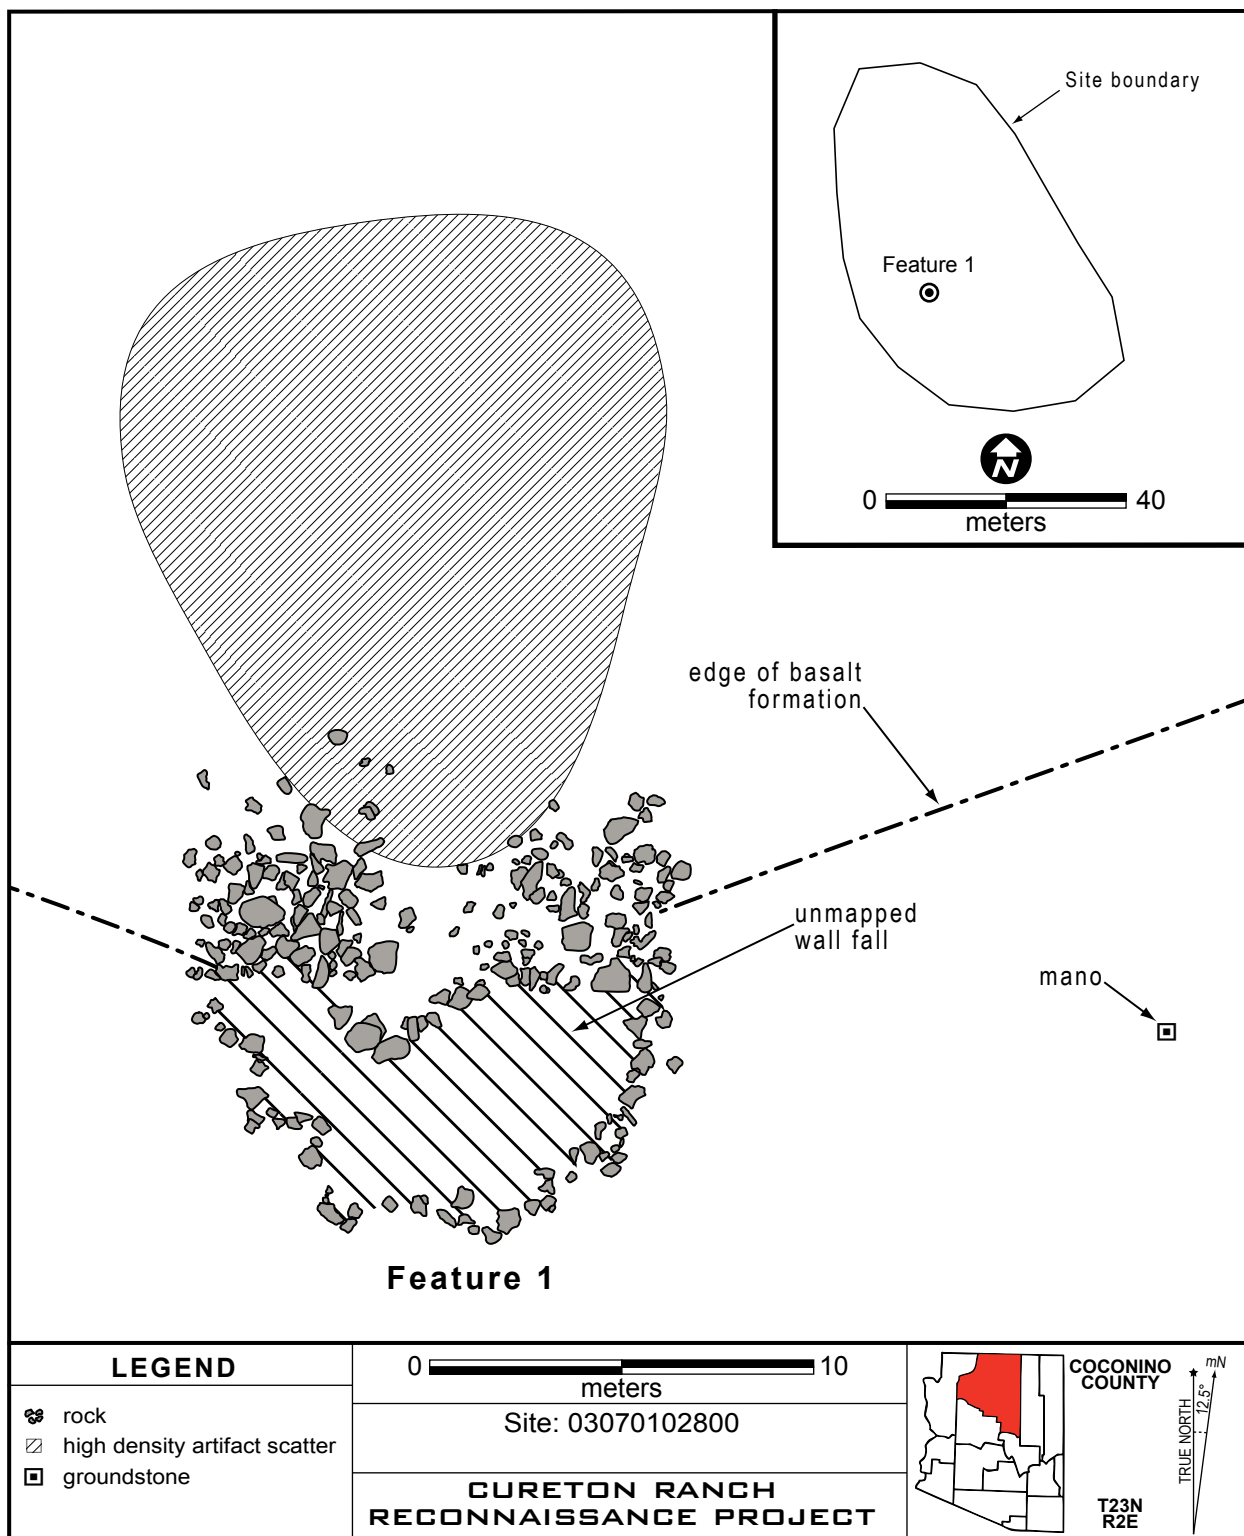 Site boundary
Feature 1
N
0 40
meters
edge of basalt
formation
unmapped
wall fall
mano
Feature 1
LEGEND
rock
high density artifact scatter
groundstone
0 10
meters
Site: 03070102800
CURETON RANCH
RECONNAISSANCE PROJECT
COCONINO
COUNTY
T23N
R2E
TRUE NORTH
mN
12.5°